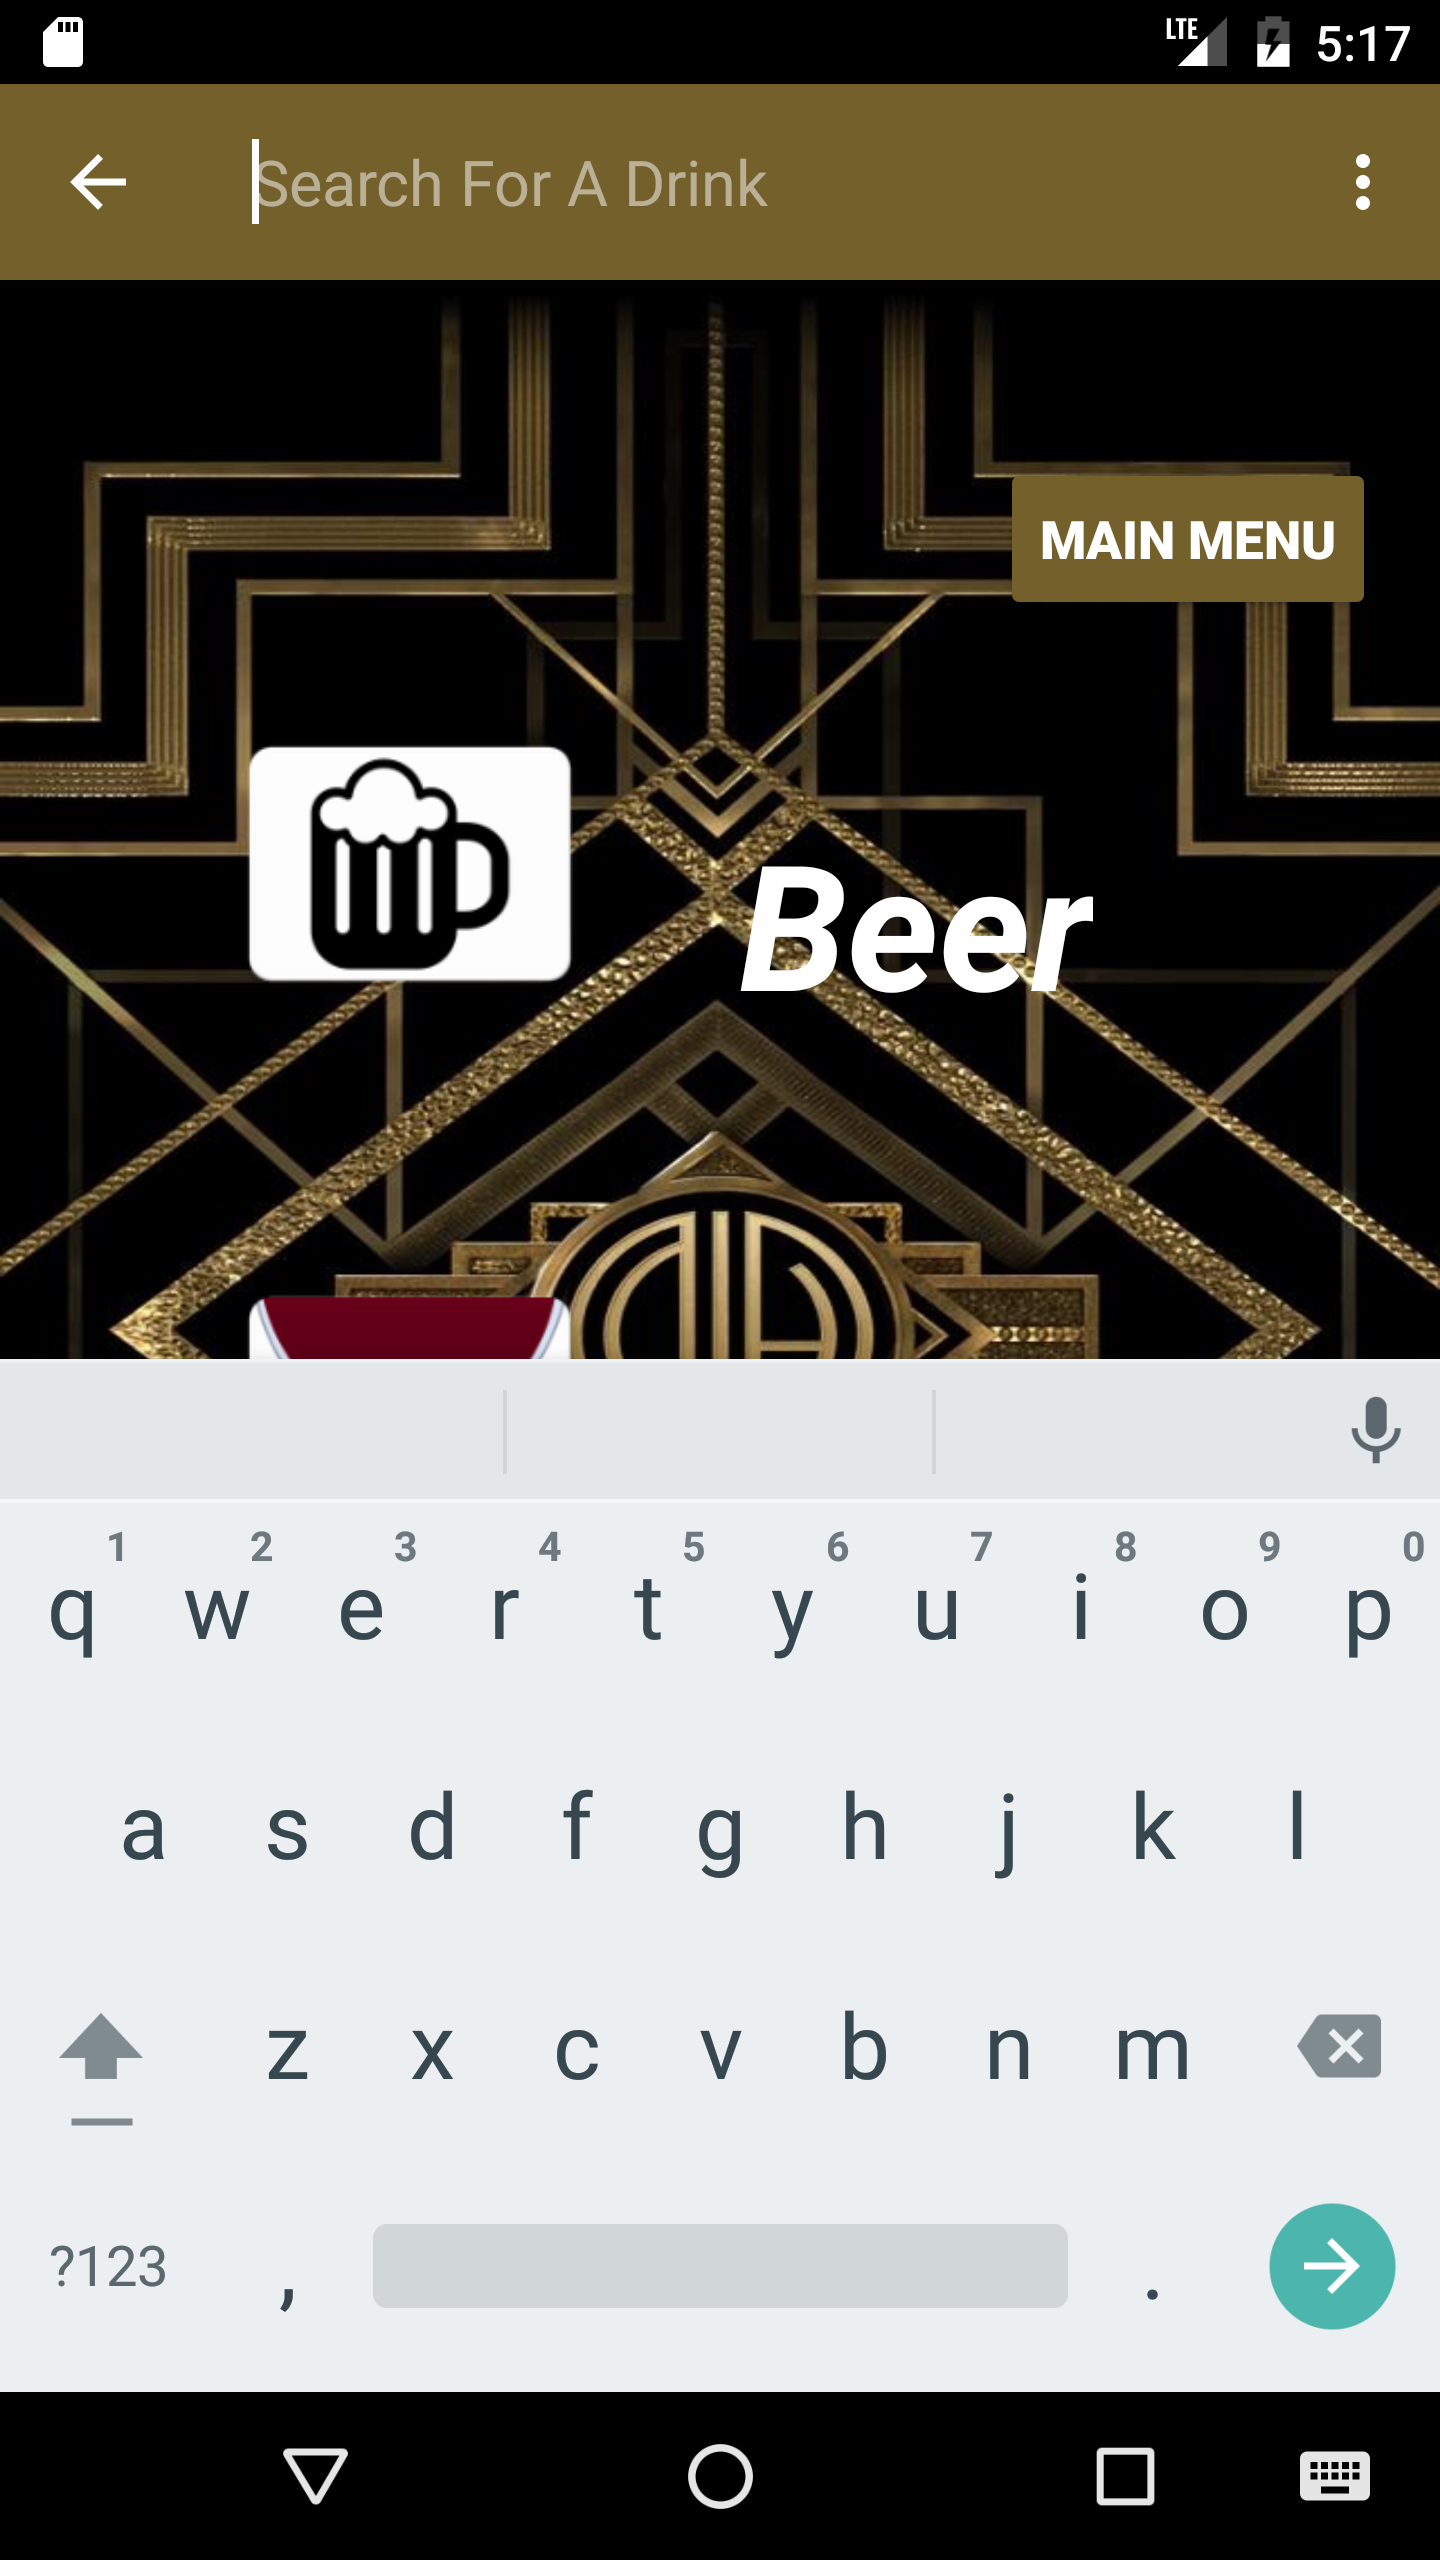 LTE 5:17
Search For A Drink
MAIN MENU
Beer
1 2 3 4 5 6 7 8 9 0
q w e r t y u i o p
a s d f g h j k l
z x c v b n m
?123 , .